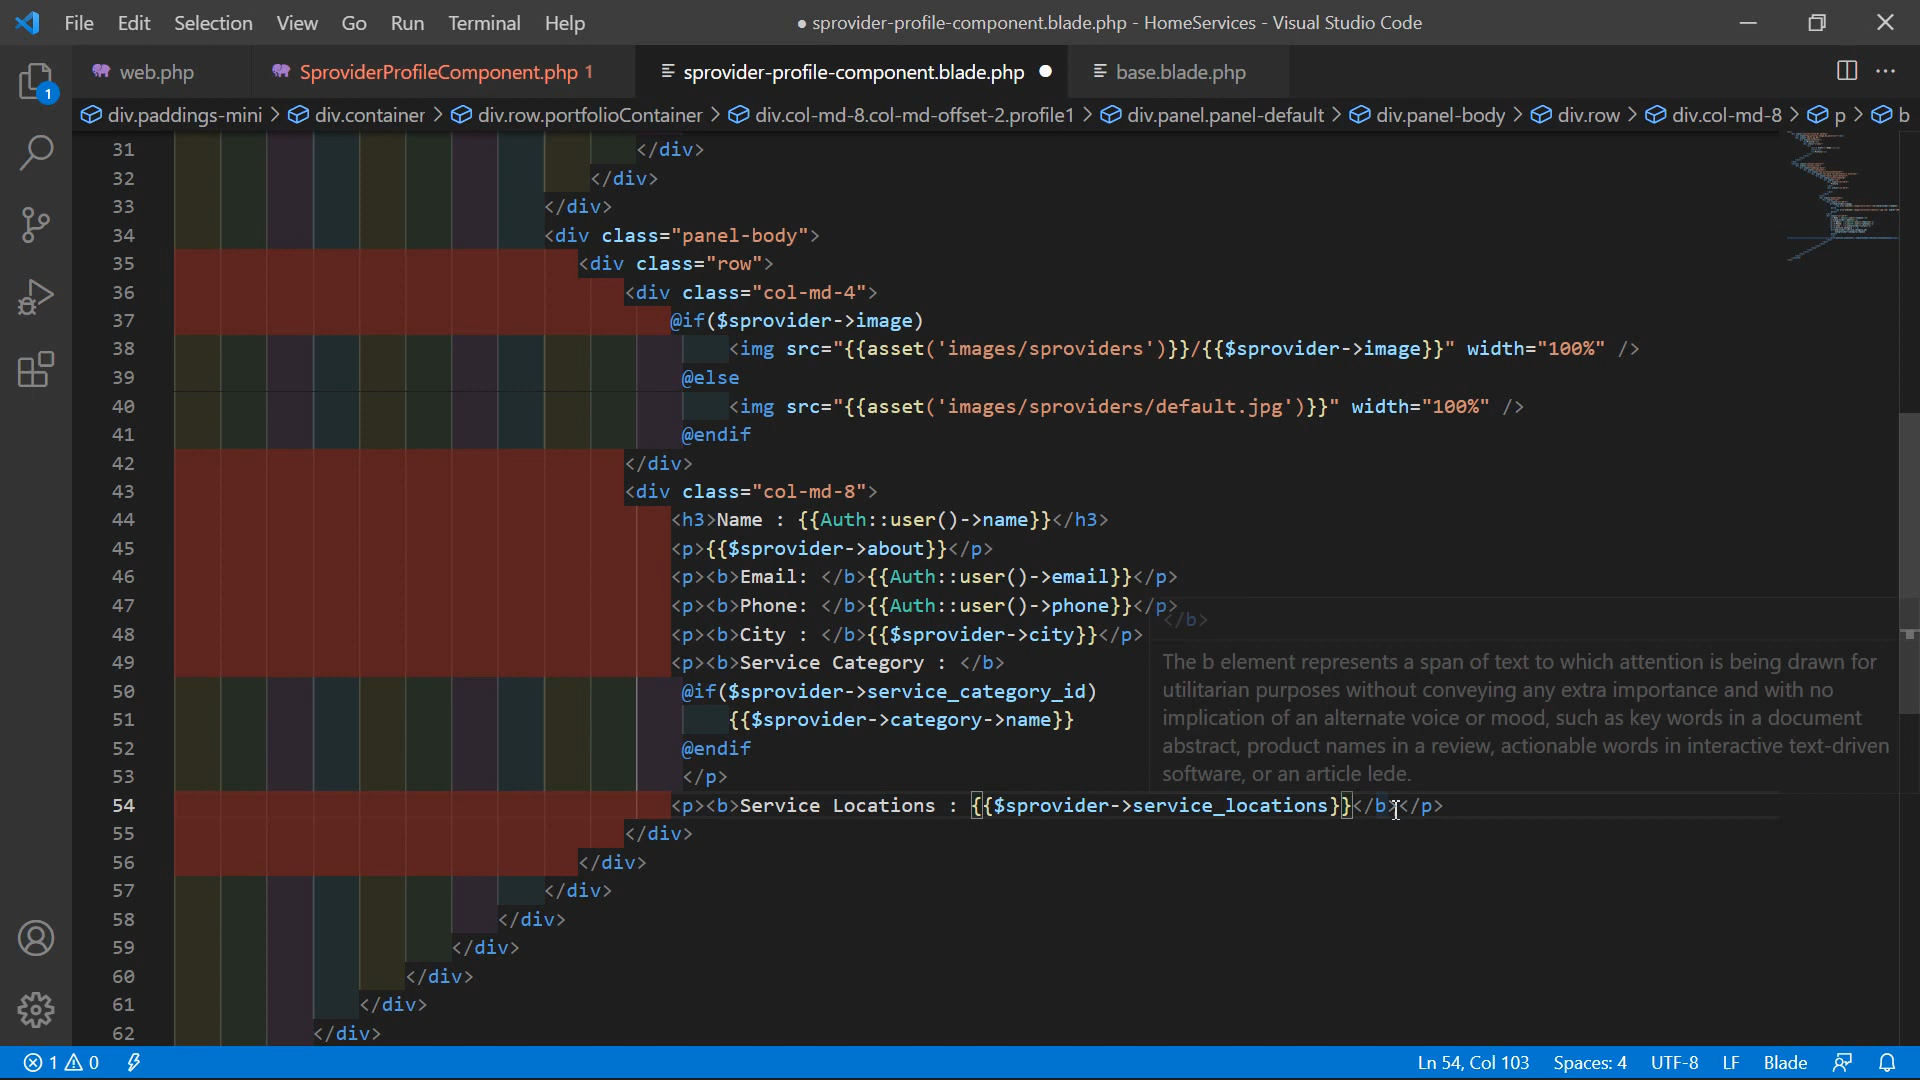 File Edit Selection View Go Run Terminal Help
● sprovider-profile-component.blade.php - HomeServices - Visual Studio Code
web.php SproviderProfileComponent.php 1 sprovider-profile-component.blade.php base.blade.php
div.paddings-mini > div.container > div.row.portfolioContainer > div.col-md-8.col-md-offset-2.profile1 > div.panel.panel-default > div.panel-body > div.row > div.col-md-8 > p > b
1
31 </div>
32 </div>
33 </div>
34 <div class="panel-body">
35 <div class="row">
36 <div class="col-md-4">
37 @if($sprovider->image)
38 <img src="{{asset('images/sproviders')}}/{{$sprovider->image}}" width="100%" />
39 @else
40 <img src="{{asset('images/sproviders/default.jpg')}}" width="100%" />
41 @endif
42 </div>
43 <div class="col-md-8">
44 <h3>Name : {{Auth::user()->name}}</h3>
45 <p>{{$sprovider->about}}</p>
46 <p><b>Email: </b>{{Auth::user()->email}}</p>
47 <p><b>Phone: </b>{{Auth::user()->phone}}</p>
48 <p><b>City : </b>{{$sprovider->city}}</p>
49 <p><b>Service Category : </b>
50 @if($sprovider->service_category_id)
51 {{$sprovider->category->name}}
52 @endif
53 </p>
54 <p><b>Service Locations : {{$sprovider->service_locations}}</b></p>
55 </div>
56 </div>
57 </div>
58 </div>
59 </div>
60 </div>
61 </div>
62 </div>
</b>
The b element represents a span of text to which attention is being drawn for
utilitarian purposes without conveying any extra importance and with no
implication of an alternate voice or mood, such as key words in a document
abstract, product names in a review, actionable words in interactive text-driven
software, or an article lede.
1 0 Ln 54, Col 103 Spaces: 4 UTF-8 LF Blade